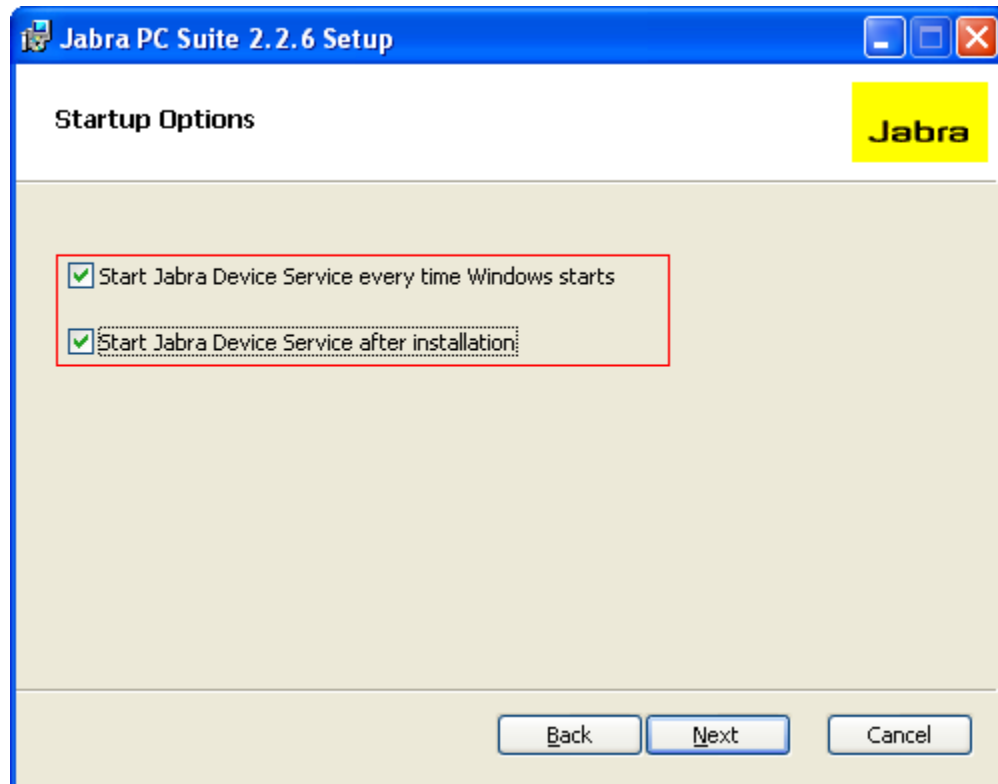 Jabra PC Suite 2.2.6 Setup
Startup Options
Jabra
Start Jabra Device Service every time Windows starts
Start Jabra Device Service after installation
Back Next Cancel